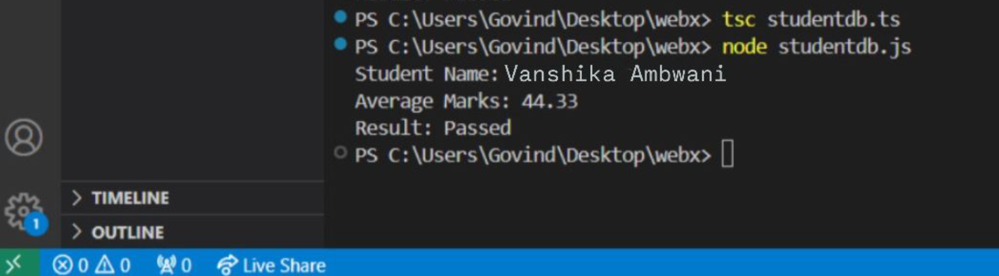 PS C:\Users\Govind\Desktop\webx> tsc studentdb.ts
PS C:\Users\Govind\Desktop\webx> node studentdb.js
Student Name: Vanshika Ambwani
Average Marks: 44.33
Result: Passed
PS C:\Users\Govind\Desktop\webx>
TIMELINE
1
OUTLINE
0 0 0 Live Share